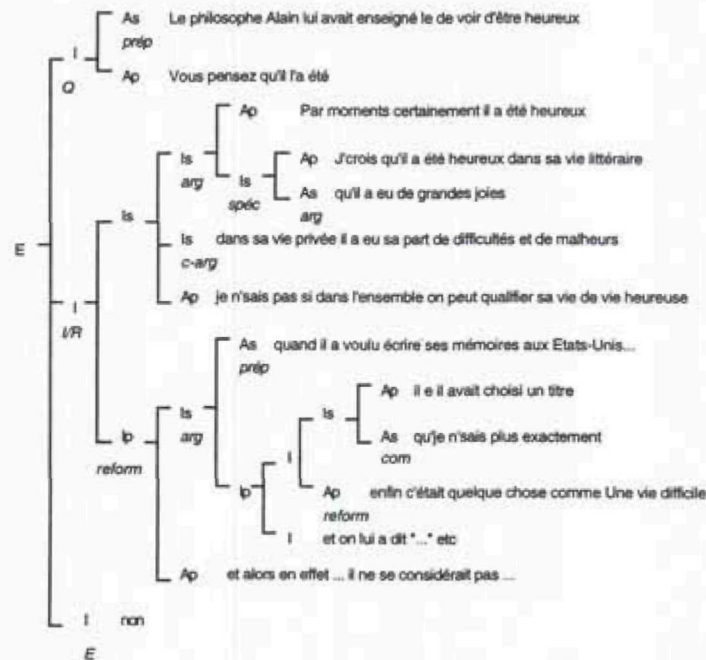 As Le philosophe Alain lui avait enseigné le de voir d'être heureux
prép
I
Q
Ap Vous pensez qu'il l'a été
Ap Par moments certainement il a été heureux
Is
arg
Ap J'crois qu'il a été heureux dans sa vie littéraire
Is
spéc
As qu'il a eu de grandes joies
arg
Is
Is dans sa vie privée il a eu sa part de difficultés et de malheurs
c-arg
E
I
I/R
Ap je n'sais pas si dans l'ensemble on peut qualifier sa vie de vie heureuse
As quand il a voulu écrire ses mémoires aux Etats-Unis...
prép
Is
arg
Is
Ap il e il avait choisi un titre
As qu'je n'sais plus exactement
com
Ip
reform
I
Ip
Ap enfin c'était quelque chose comme Une vie difficile
reform
I et on lui a dit "..." etc
Ap et alors en effet ... il ne se considérait pas ...
I non
E